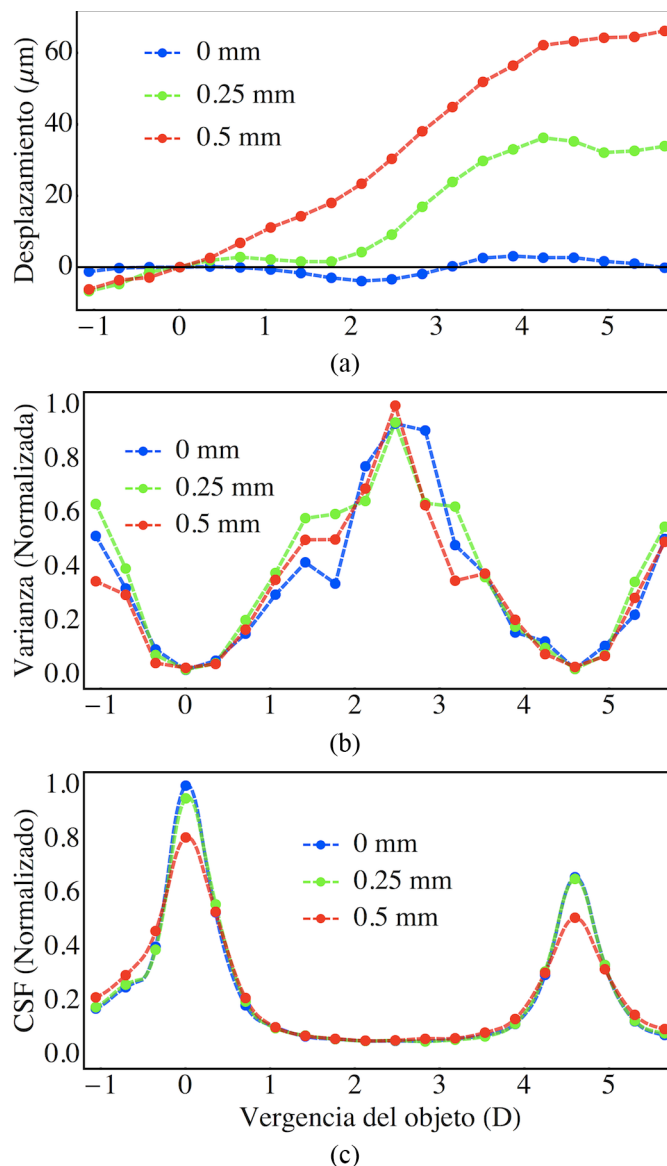 Desplazamiento (μm)
60
40
20
0
0 mm
0.25 mm
0.5 mm
−1 0 1 2 3 4 5
(a)
Varianza (Normalizada)
1.0
0.8
0.6
0.4
0.2
0.0
0 mm
0.25 mm
0.5 mm
−1 0 1 2 3 4 5
(b)
CSF (Normalizado)
1.0
0.8
0.6
0.4
0.2
0.0
0 mm
0.25 mm
0.5 mm
−1 0 1 2 3 4 5
Vergencia del objeto (D)
(c)